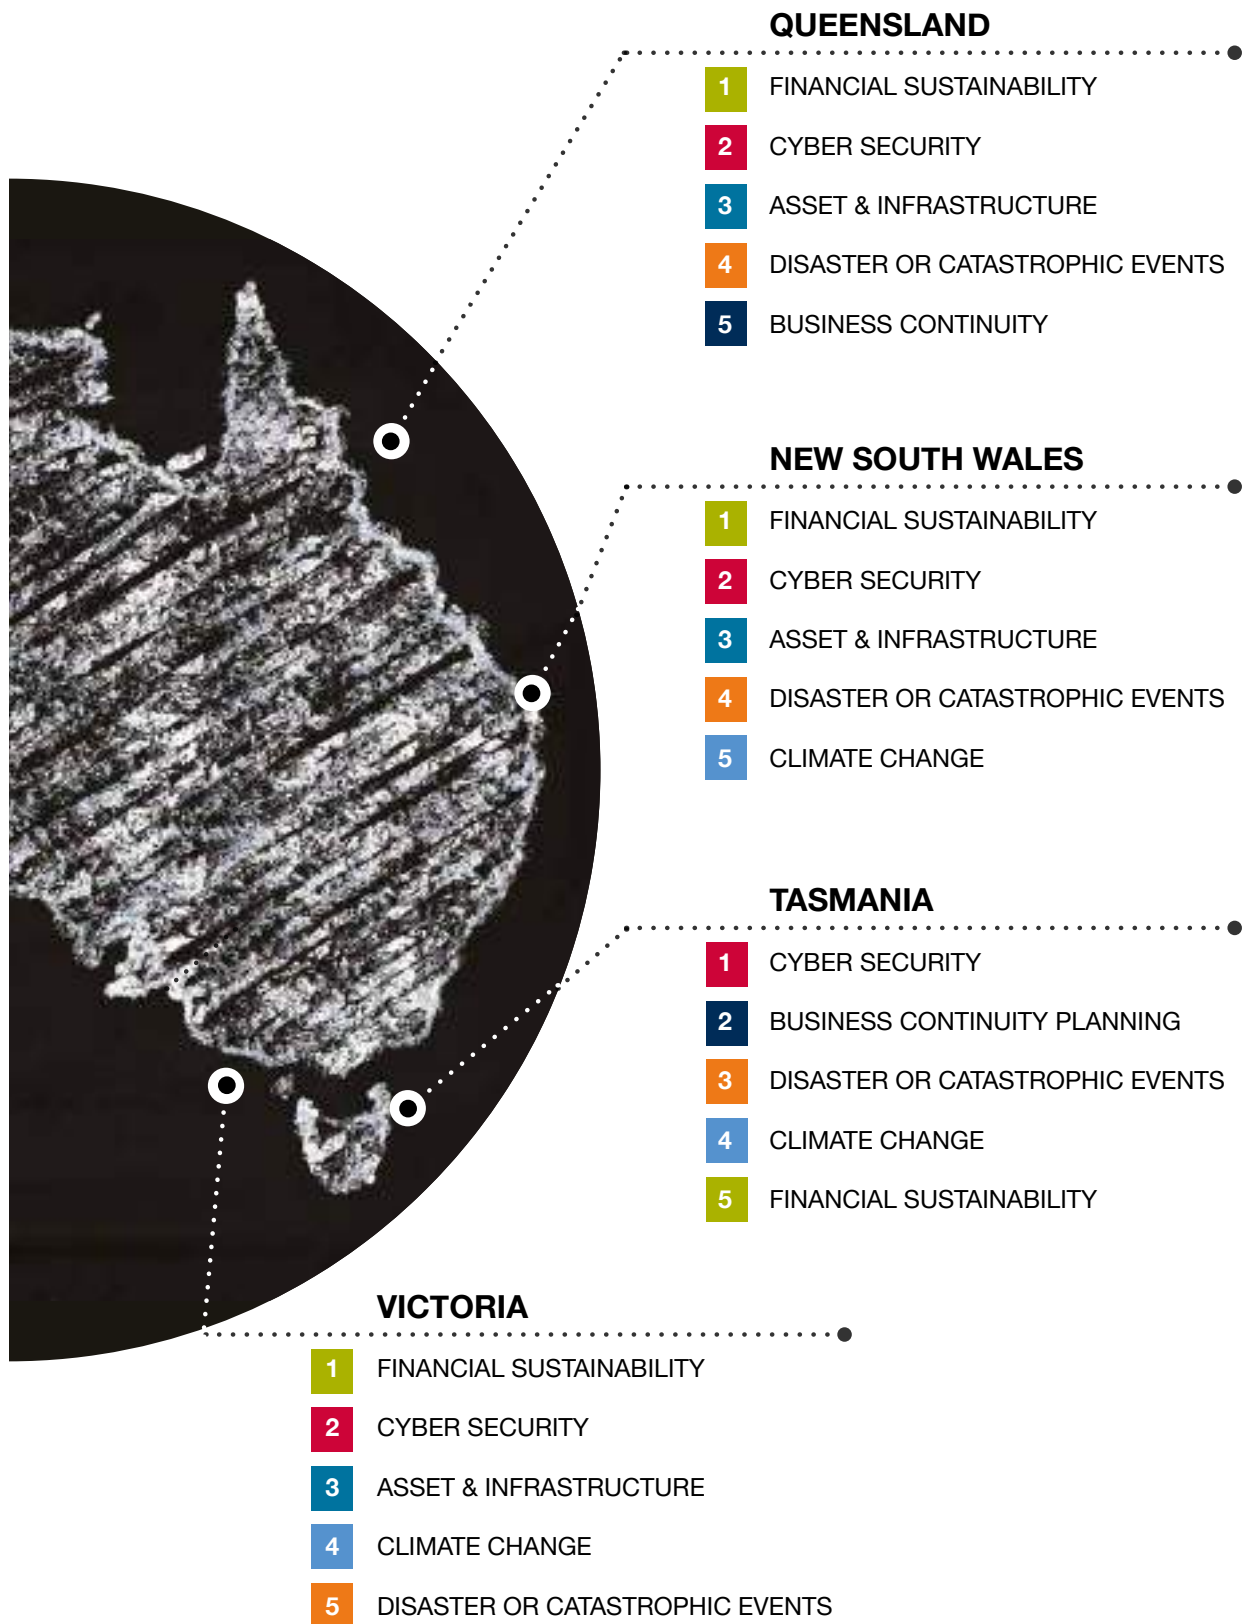 QUEENSLAND
1 FINANCIAL SUSTAINABILITY
2 CYBER SECURITY
3 ASSET & INFRASTRUCTURE
4 DISASTER OR CATASTROPHIC EVENTS
5 BUSINESS CONTINUITY
NEW SOUTH WALES
1 FINANCIAL SUSTAINABILITY
2 CYBER SECURITY
3 ASSET & INFRASTRUCTURE
4 DISASTER OR CATASTROPHIC EVENTS
5 CLIMATE CHANGE
TASMANIA
1 CYBER SECURITY
2 BUSINESS CONTINUITY PLANNING
3 DISASTER OR CATASTROPHIC EVENTS
4 CLIMATE CHANGE
5 FINANCIAL SUSTAINABILITY
VICTORIA
1 FINANCIAL SUSTAINABILITY
2 CYBER SECURITY
3 ASSET & INFRASTRUCTURE
4 CLIMATE CHANGE
5 DISASTER OR CATASTROPHIC EVENTS